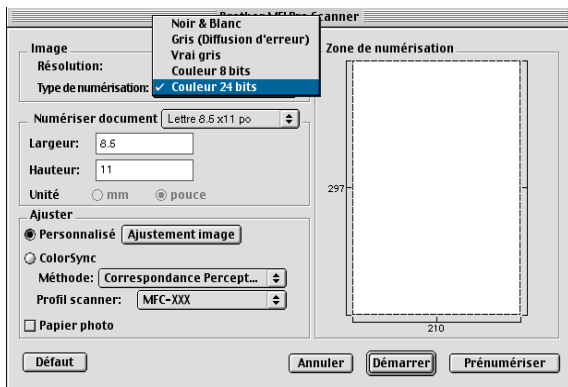 Scanner
Noir & Blanc
Gris (Diffusion d'erreur)
Vrai gris
Couleur 8 bits
✓ Couleur 24 bits
Image
Résolution:
Type de numérisation:
Numériser document Lettre 8.5 x11 po
Largeur: 8.5
Hauteur: 11
Unité mm pouce
Ajuster
Personnalisé Ajustement image
ColorSync
Méthode: Correspondance Percept...
Profil scanner: MFC-XXX
Papier photo
Zone de numérisation
297
210
Défaut Annuler Démarrer Prénumériser